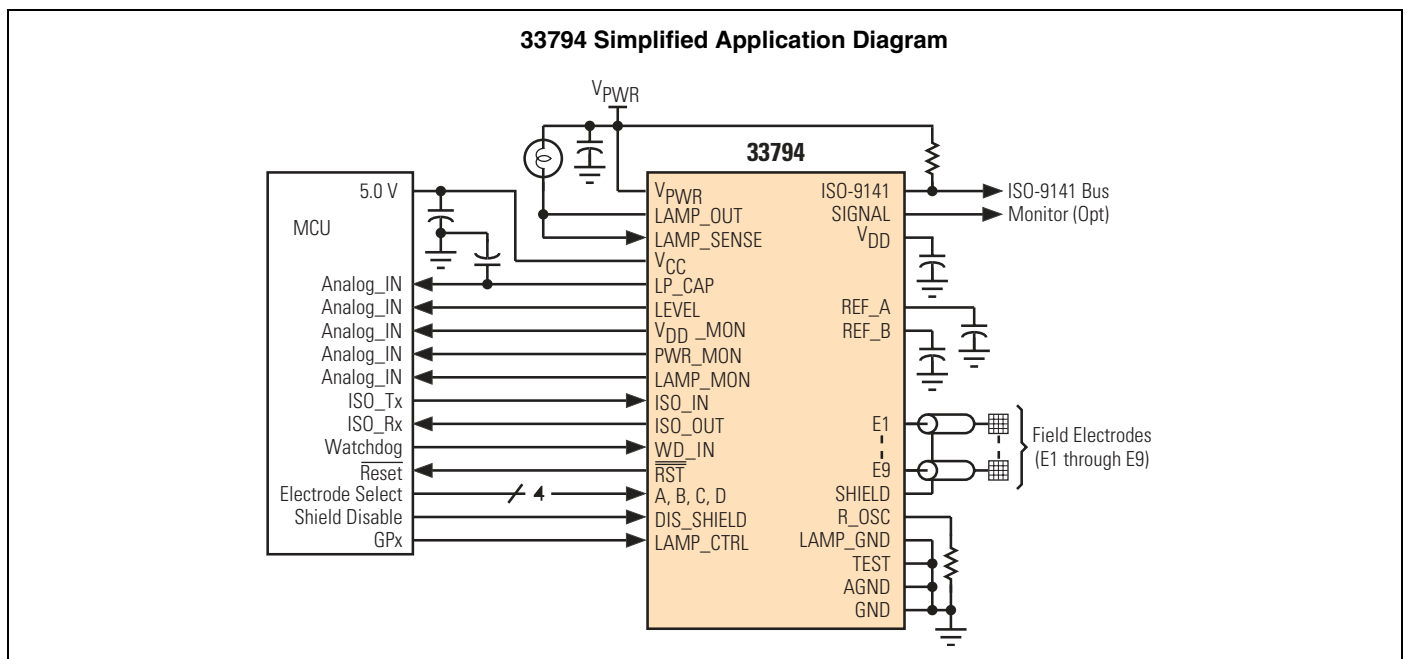 33794 Simplified Application Diagram
VPWR
33794
MCU
5.0 V
Analog_IN
Analog_IN
Analog_IN
Analog_IN
Analog_IN
ISO_Tx
ISO_Rx
Watchdog
Reset
Electrode Select
Shield Disable
GPx
4
VPWR
LAMP_OUT
LAMP_SENSE
VCC
LP_CAP
LEVEL
VDD_MON
PWR_MON
LAMP_MON
ISO_IN
ISO_OUT
WD_IN
RST
A, B, C, D
DIS_SHIELD
LAMP_CTRL
ISO-9141
SIGNAL
VDD
REF_A
REF_B
E1
E9
SHIELD
R_OSC
LAMP_GND
TEST
AGND
GND
ISO-9141 Bus
Monitor (Opt)
Field Electrodes
(E1 through E9)